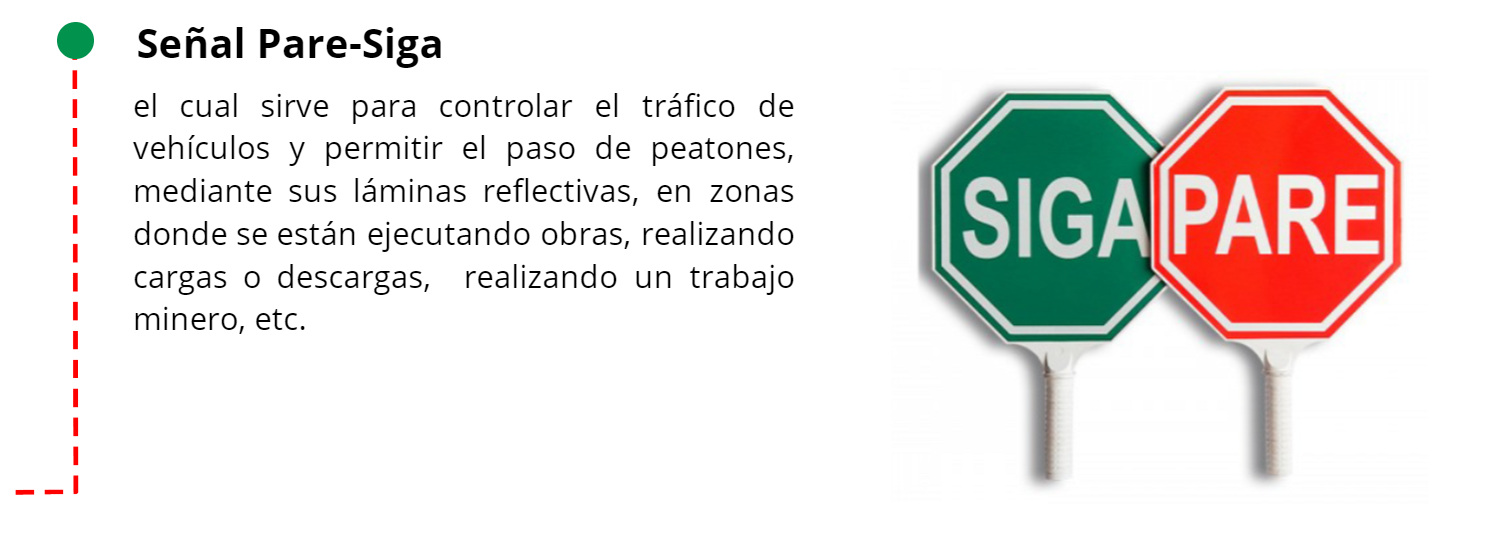 Señal Pare-Siga
el cual sirve para controlar el tráfico de
vehículos y permitir el paso de peatones,
mediante sus láminas reflectivas, en zonas
donde se están ejecutando obras, realizando
cargas o descargas, realizando un trabajo
minero, etc.
SIGA
PARE